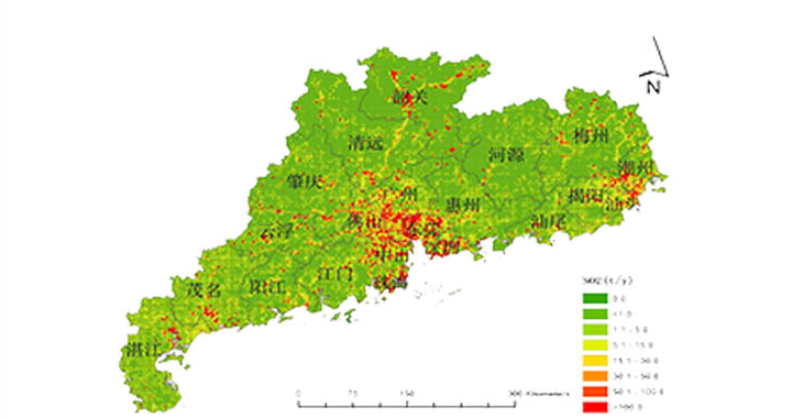 N
韶关
清远
梅州
河源
潮州
肇庆
广州
揭阳
惠州
汕头
佛山
汕尾
东莞
云浮
深圳
中山
江门
珠海
阳江
茂名
湛江
SO2(t/y)
0.0
<1.0
1.1 - 5.0
5.1 - 15.0
15.1 - 30.0
30.1 - 50.0
50.1 - 100.0
>100.0
0 75 150 300 Kilometers